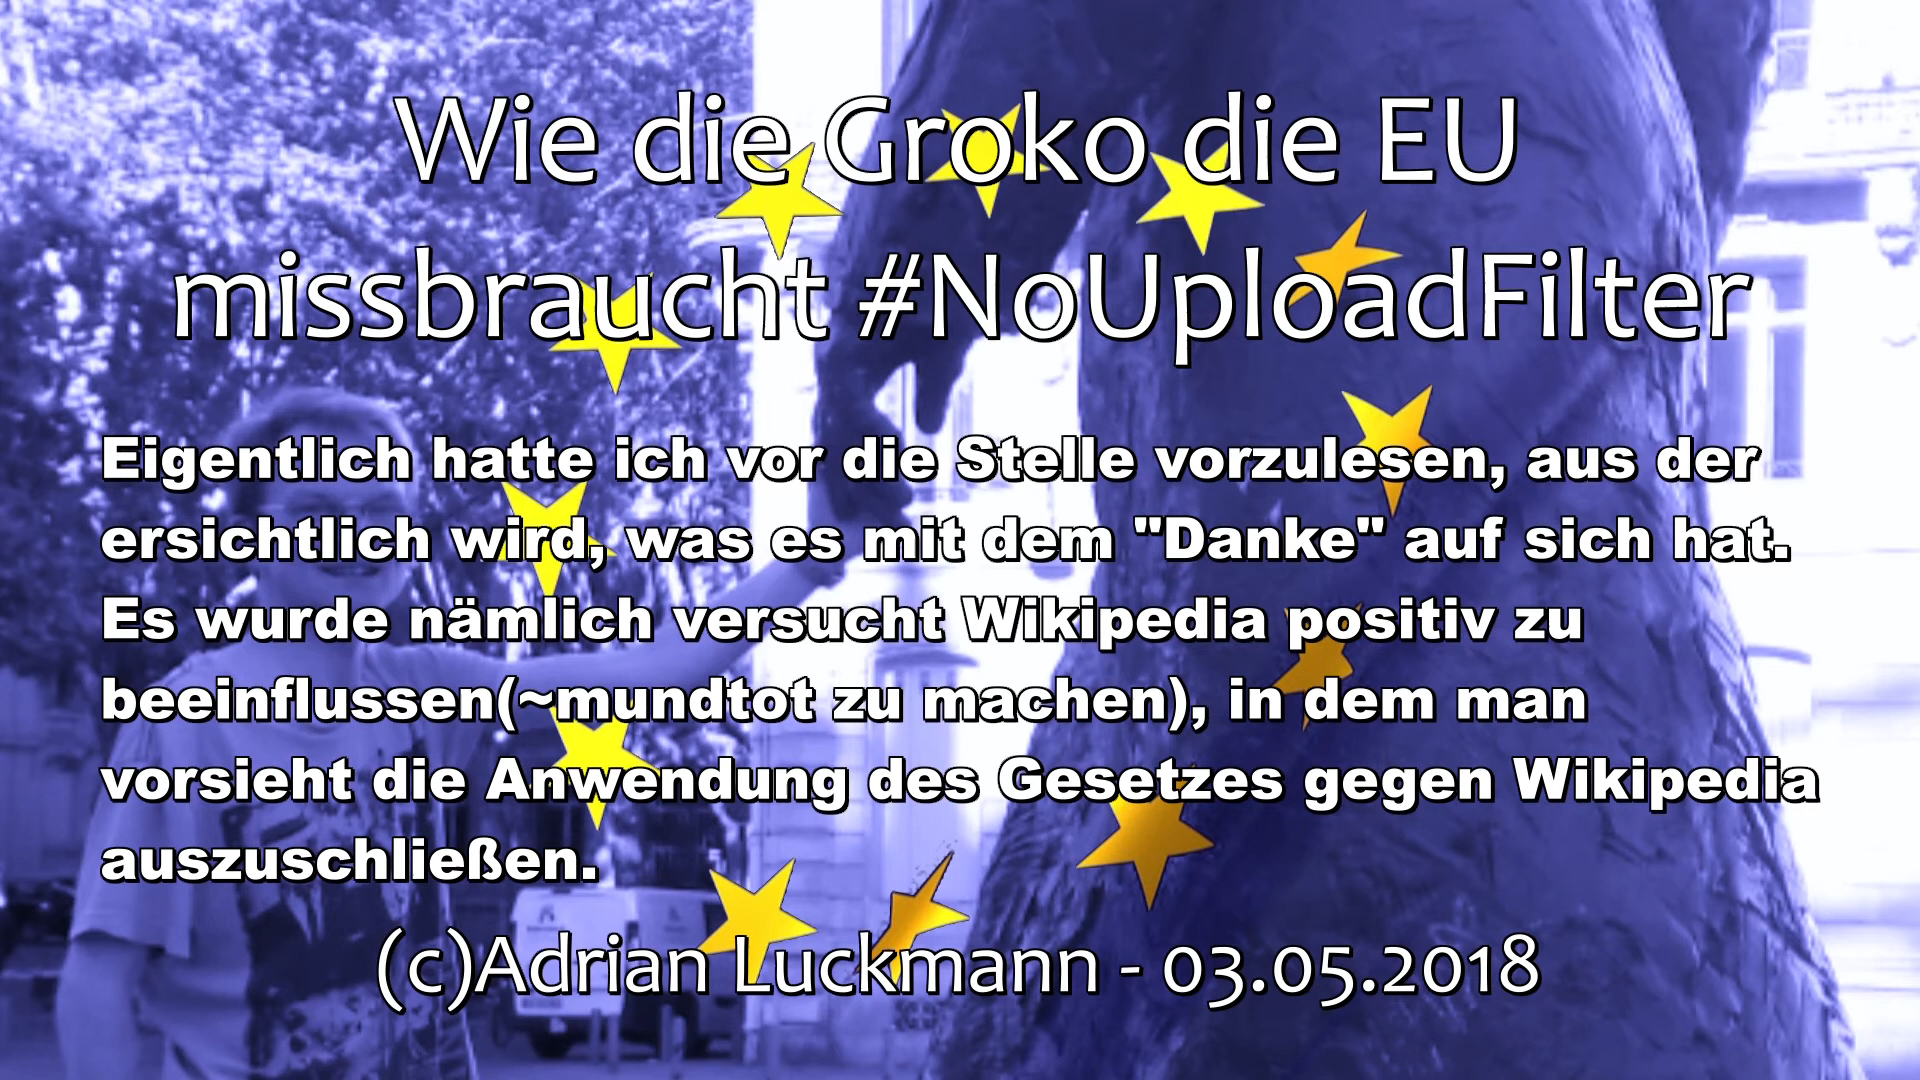 Wie die Groko die EU
missbraucht #NoUploadFilter
Eigentlich hatte ich vor die Stelle vorzulesen, aus der
ersichtlich wird, was es mit dem "Danke" auf sich hat.
Es wurde nämlich versucht Wikipedia positiv zu
beeinflussen(~mundtot zu machen), in dem man
vorsieht die Anwendung des Gesetzes gegen Wikipedia
auszuschließen.
(c)Adrian Luckmann - 03.05.2018